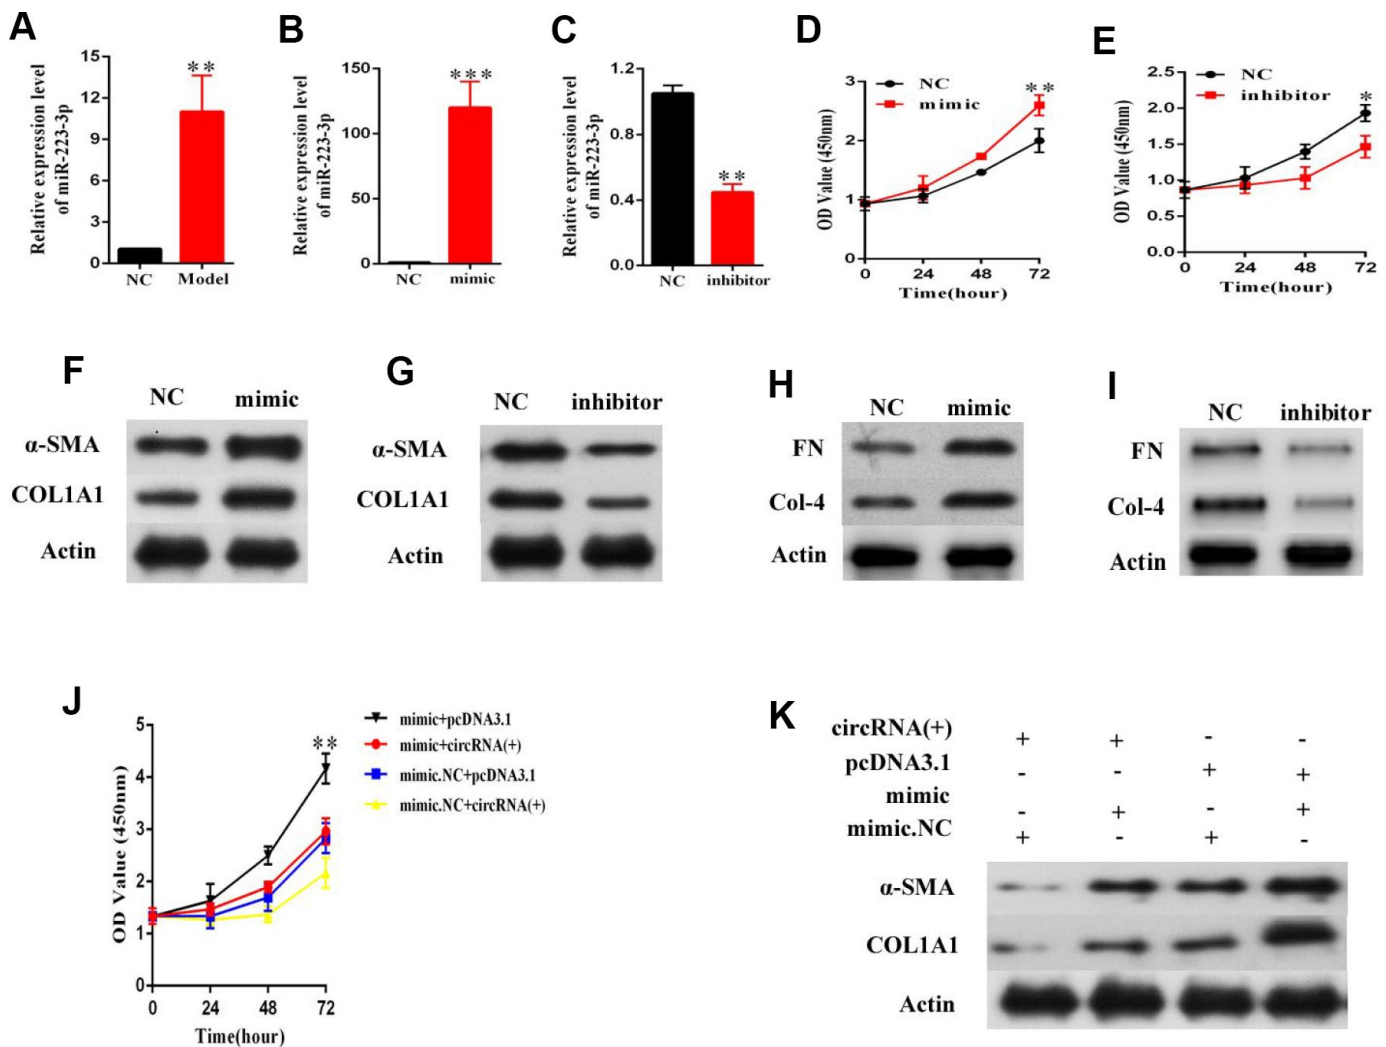 A
Relative expression level
of miR-223-3p
15
12
9
6
3
0
**
NC
Model
B
Relative expression level
of miR-223-3p
150
100
50
0
***
NC
mimic
C
Relative expression level
of miR-223-3p
1.2
0.8
0.4
0.0
**
NC
inhibitor
D
OD Value (450nm)
3
2
1
0
NC
mimic
**
0
24
48
72
Time(hour)
E
OD Value (450nm)
2.5
2.0
1.5
1.0
0.5
0.0
NC
inhibitor
*
0
24
48
72
Time(hour)
F
NC
mimic
α-SMA
COL1A1
Actin
G
NC
inhibitor
α-SMA
COL1A1
Actin
H
NC
mimic
FN
Col-4
Actin
I
NC
inhibitor
FN
Col-4
Actin
J
OD Value (450nm)
5
4
3
2
1
0
**
mimic+pcDNA3.1
mimic+circRNA(+)
mimic.NC+pcDNA3.1
mimic.NC+circRNA(+)
0
24
48
72
Time(hour)
K
circRNA(+) + + - -
pcDNA3.1 - - + +
mimic - + - +
mimic.NC + - + -
α-SMA
COL1A1
Actin